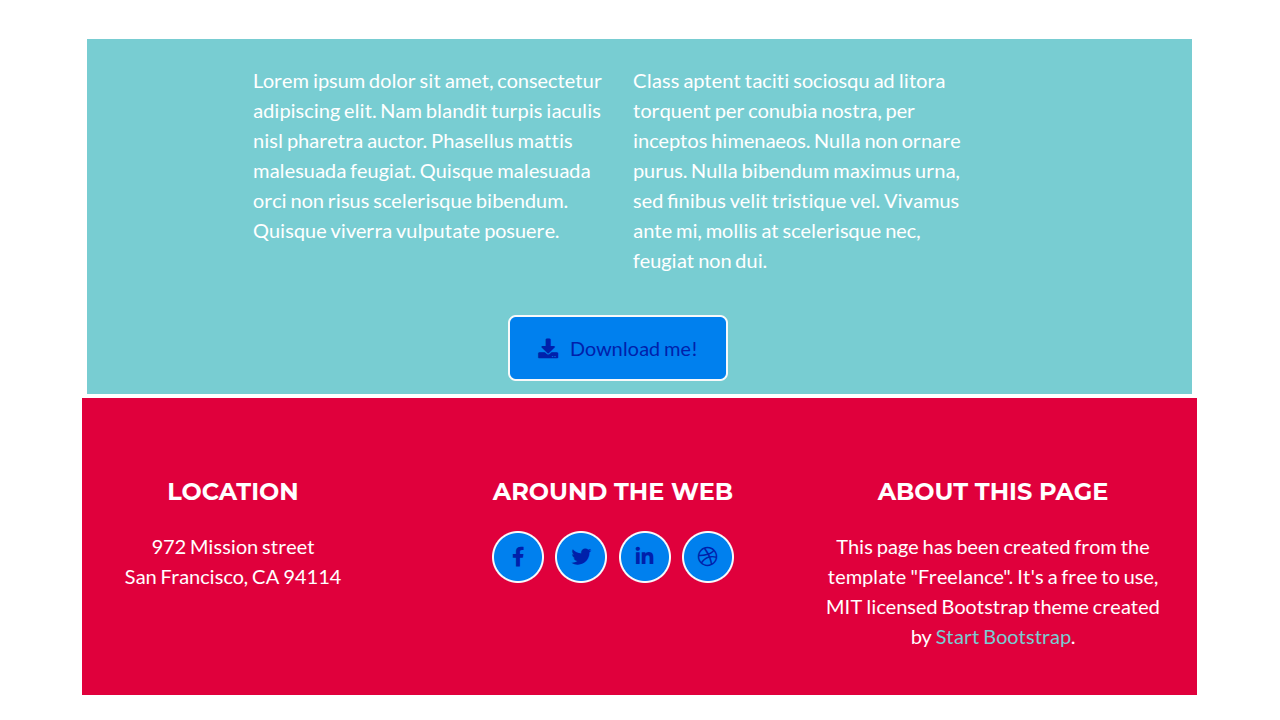 Lorem ipsum dolor sit amet, consectetur
adipiscing elit. Nam blandit turpis iaculis
nisl pharetra auctor. Phasellus mattis
malesuada feugiat. Quisque malesuada
orci non risus scelerisque bibendum.
Quisque viverra vulputate posuere.
Class aptent taciti sociosqu ad litora
torquent per conubia nostra, per
inceptos himenaeos. Nulla non ornare
purus. Nulla bibendum maximus urna,
sed finibus velit tristique vel. Vivamus
ante mi, mollis at scelerisque nec,
feugiat non dui.
Download me!
LOCATION
972 Mission street
San Francisco, CA 94114
AROUND THE WEB
ABOUT THIS PAGE
This page has been created from the
template "Freelance". It's a free to use,
MIT licensed Bootstrap theme created
by Start Bootstrap.